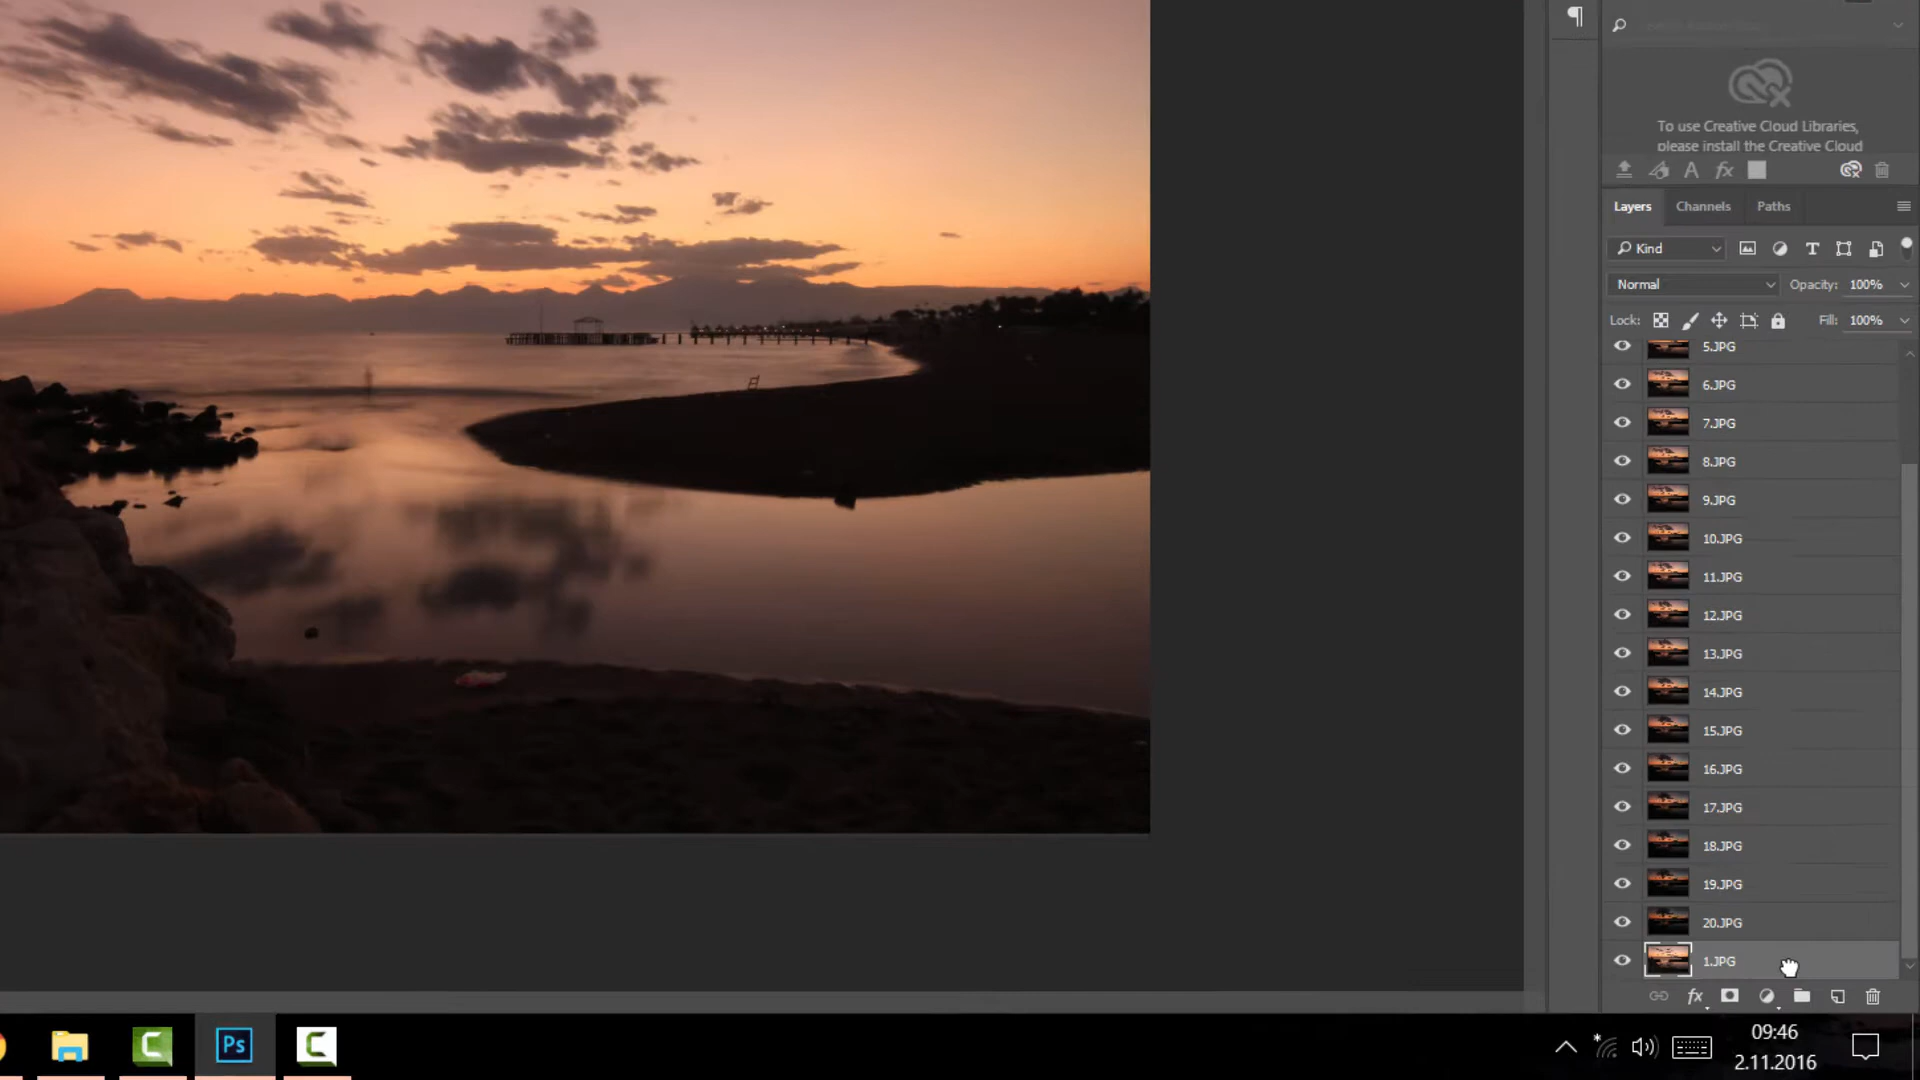 To use Creative Cloud Libraries,
please install the Creative Cloud
A fx
Layers Channels Paths
Kind T
Normal Opacity: 100%
Lock: Fill: 100%
5.JPG
6.JPG
7.JPG
8.JPG
9.JPG
10.JPG
11.JPG
12.JPG
13.JPG
14.JPG
15.JPG
16.JPG
17.JPG
18.JPG
19.JPG
20.JPG
1.JPG
fx
Ps
09:46
2.11.2016